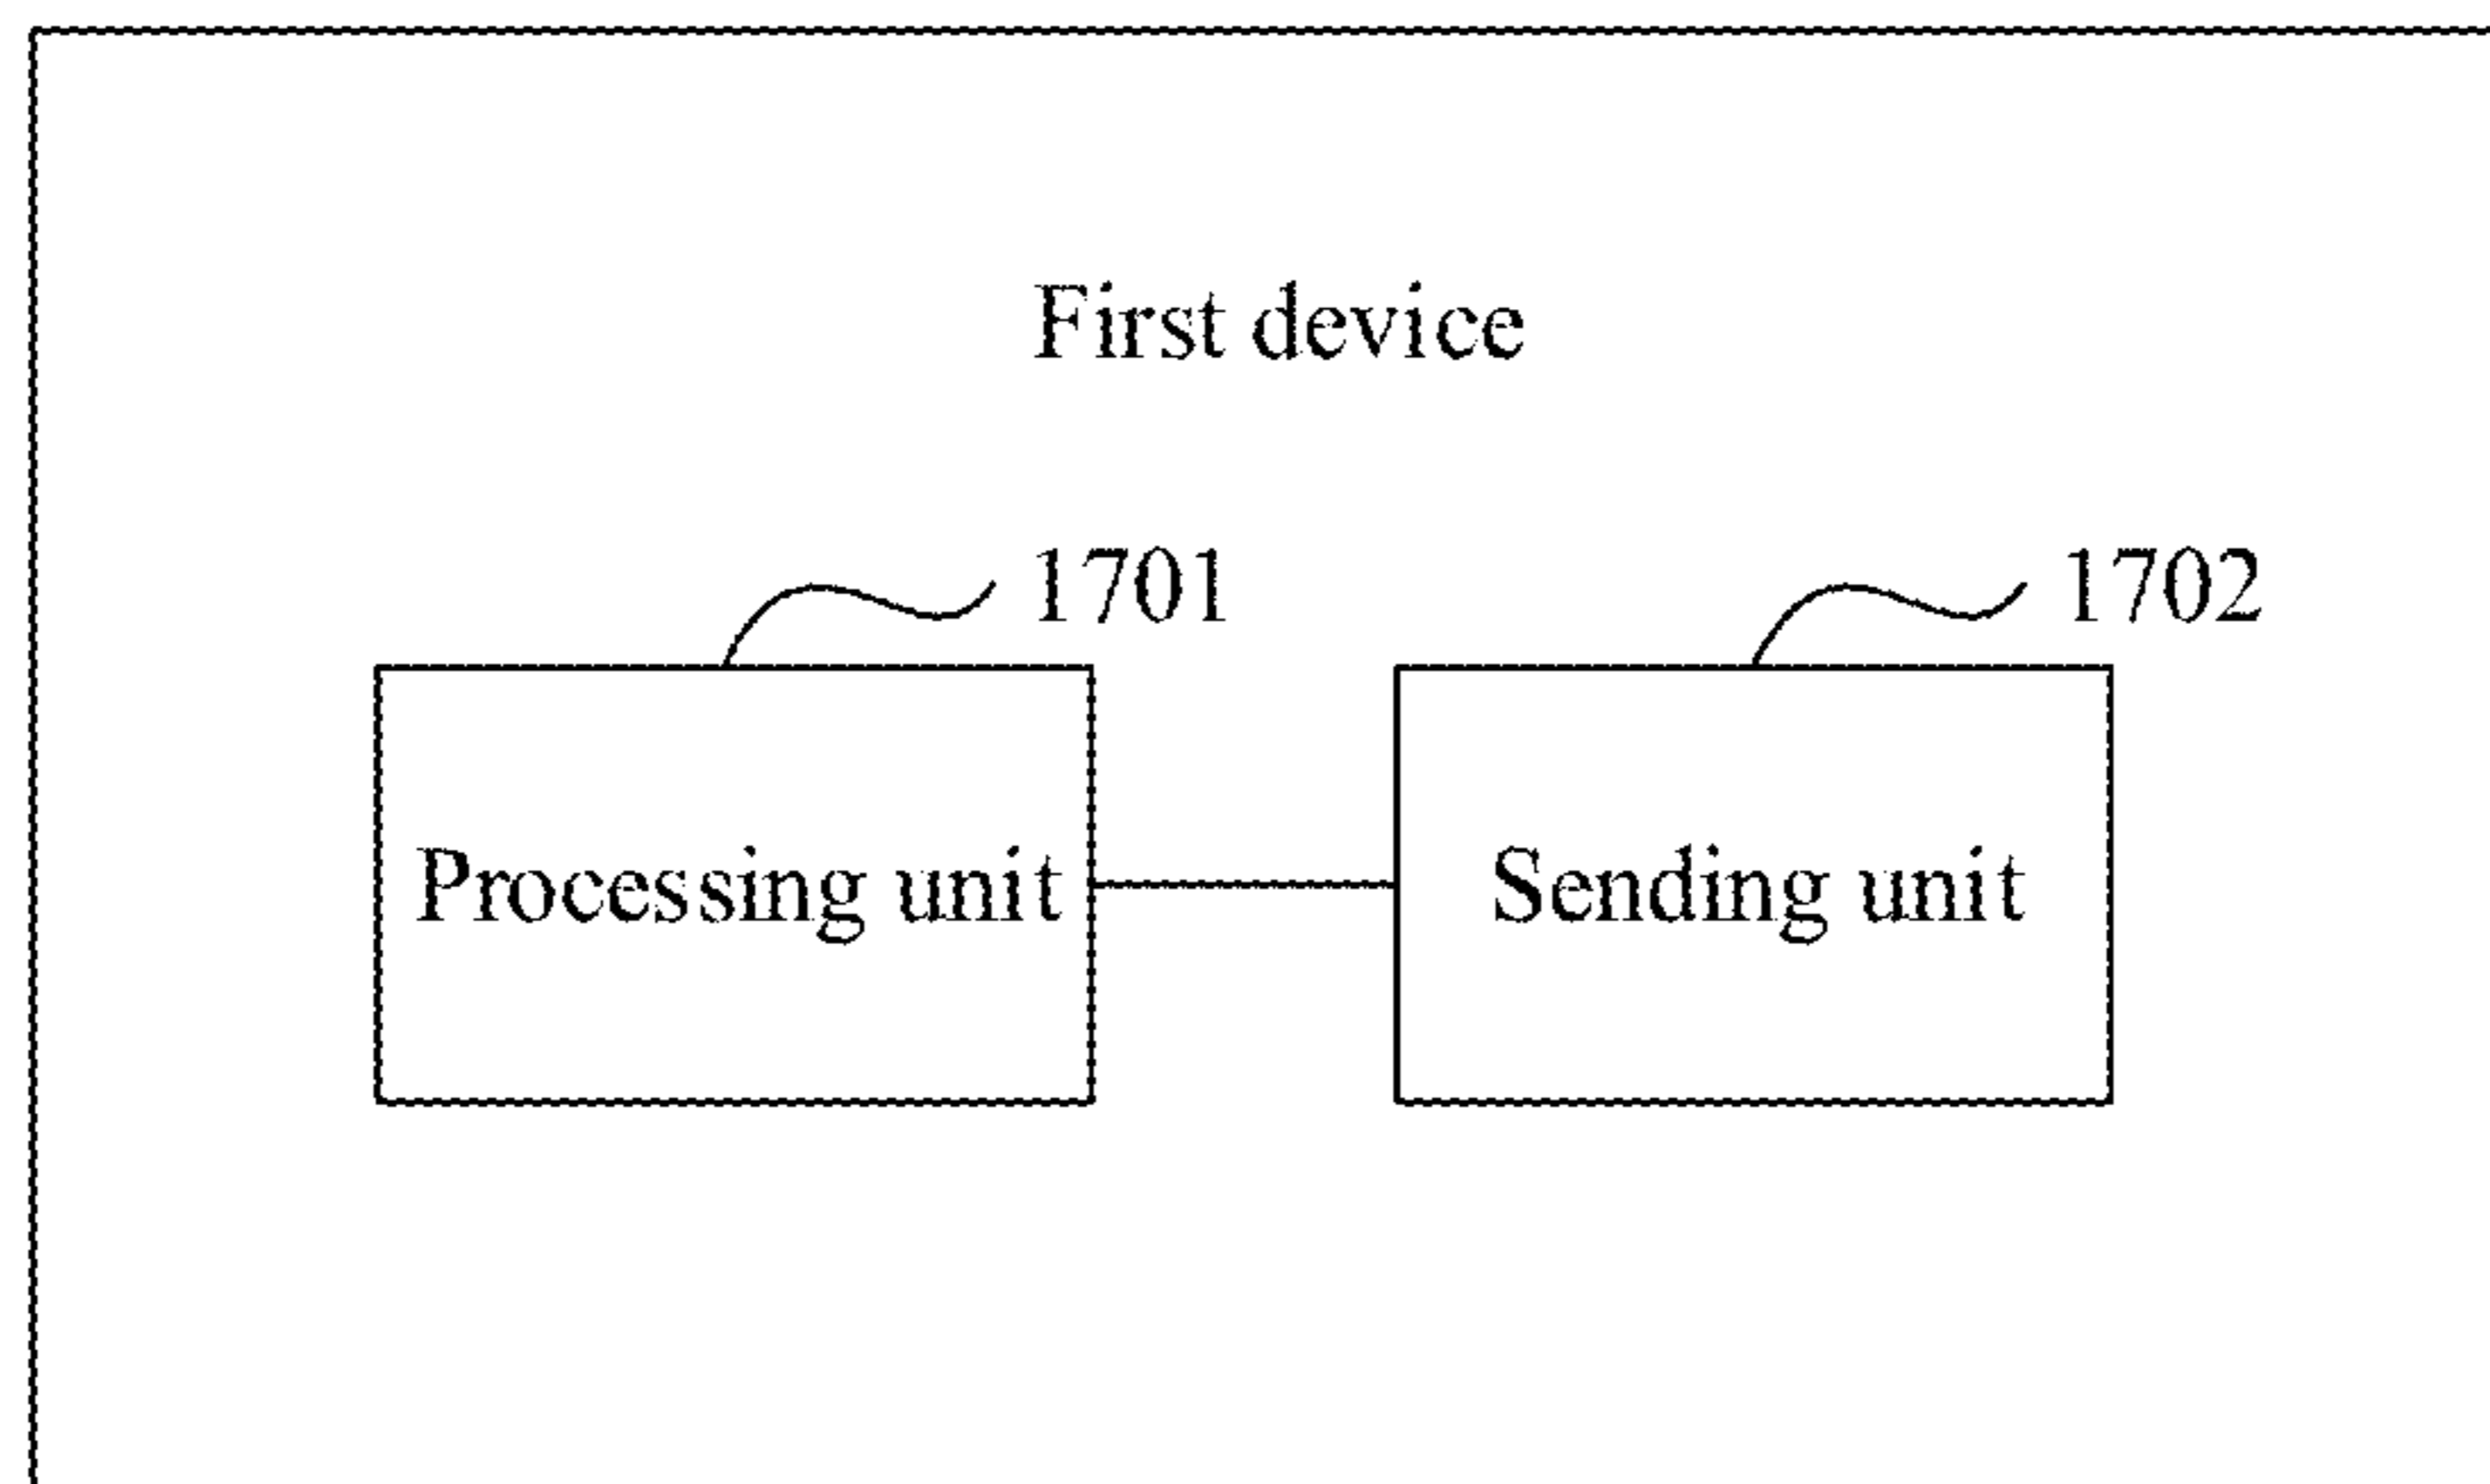 First device
1701
1702
Processing unit
Sending unit